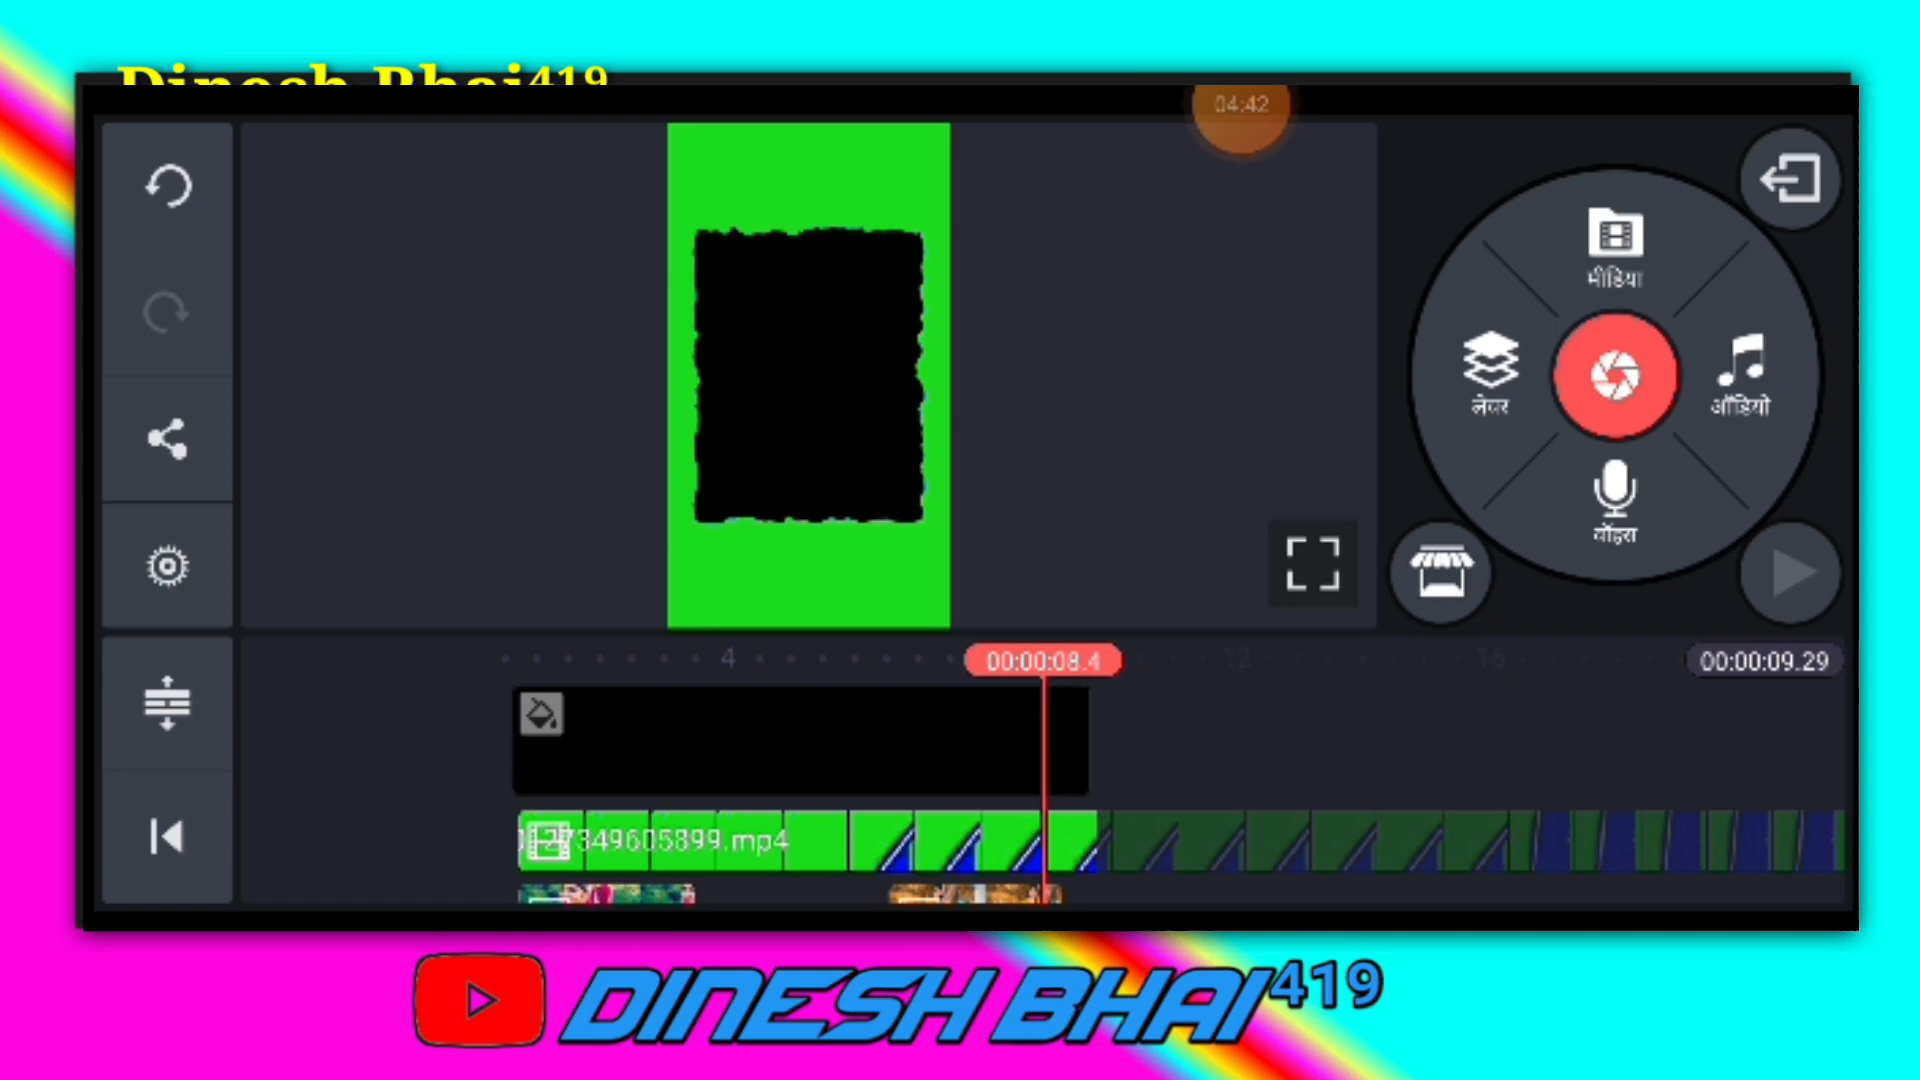 Dinesh Bhai419
04:42
मीडिया
लेयर
ऑडियो
वॉइस
4
00:00:08.4
12
16
00:00:09.29
27349605899.mp4
DINESH BHAI419